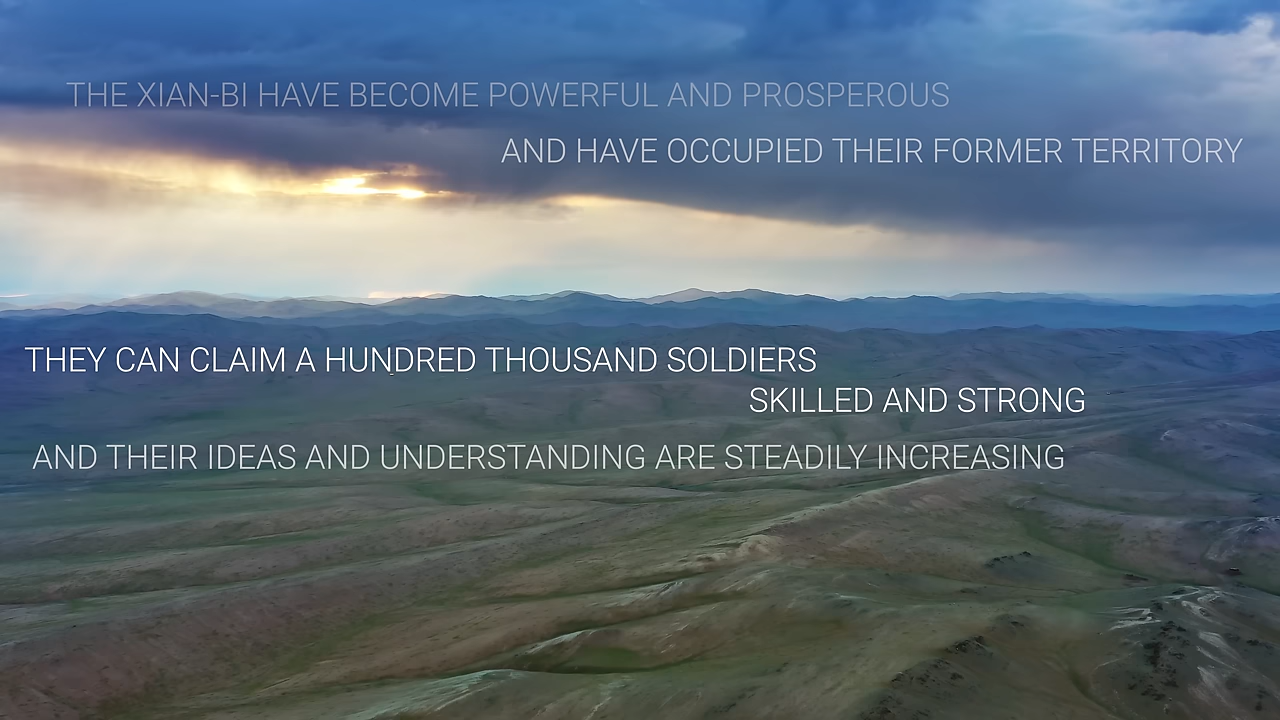 THE XIAN-BI HAVE BECOME POWERFUL AND PROSPEROUS
AND HAVE OCCUPIED THEIR FORMER TERRITORY
THEY CAN CLAIM A HUNDRED THOUSAND SOLDIERS
SKILLED AND STRONG
AND THEIR IDEAS AND UNDERSTANDING ARE STEADILY INCREASING